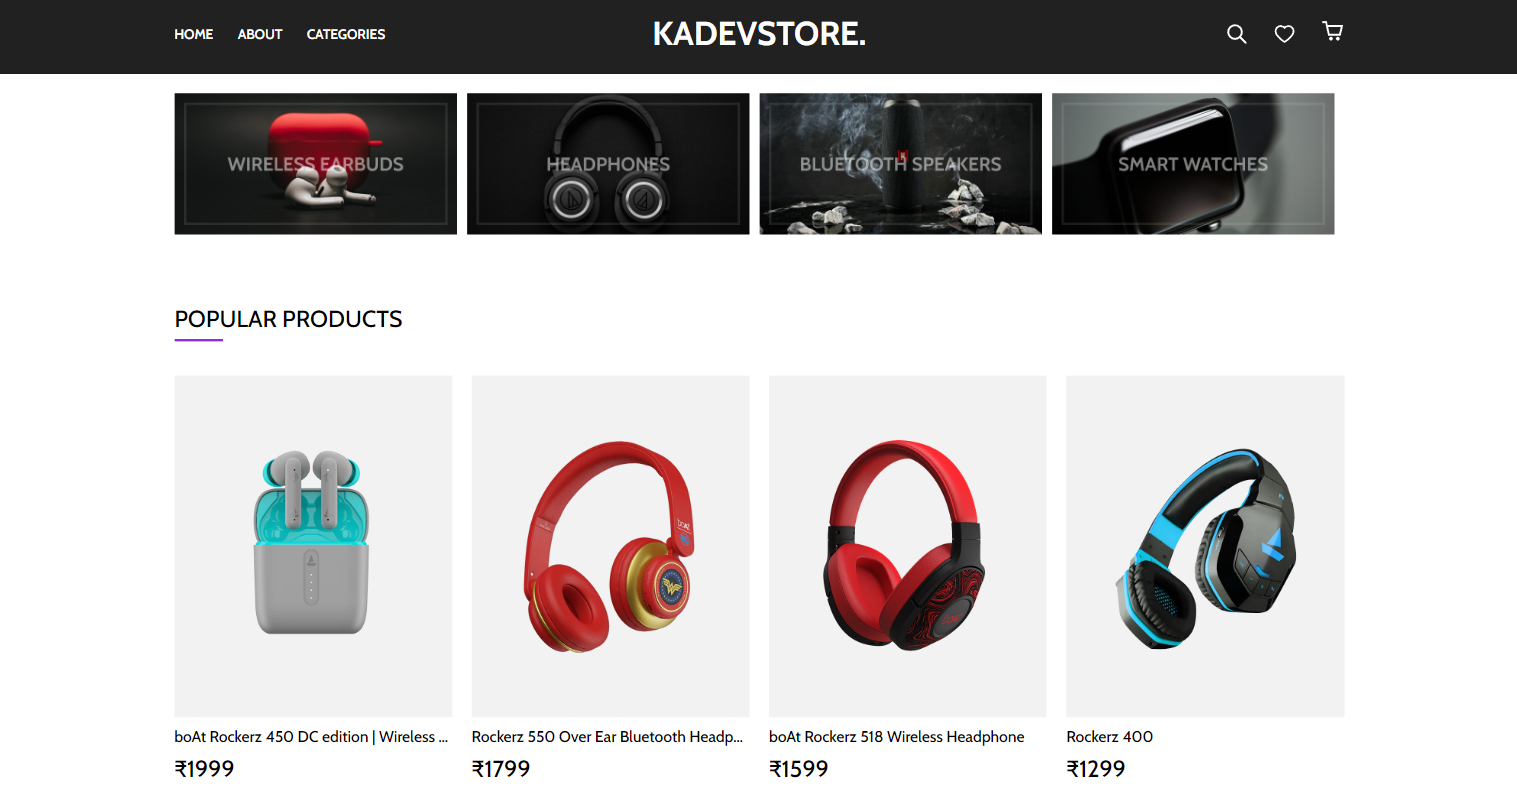 HOME ABOUT CATEGORIES KADEVSTORE.
WIRELESS EARBUDS HEADPHONES BLUETOOTH SPEAKERS SMART WATCHES
POPULAR PRODUCTS
boAt
W
boAt Rockerz 450 DC edition | Wireless ... Rockerz 550 Over Ear Bluetooth Headp... boAt Rockerz 518 Wireless Headphone Rockerz 400
₹1999 ₹1799 ₹1599 ₹1299